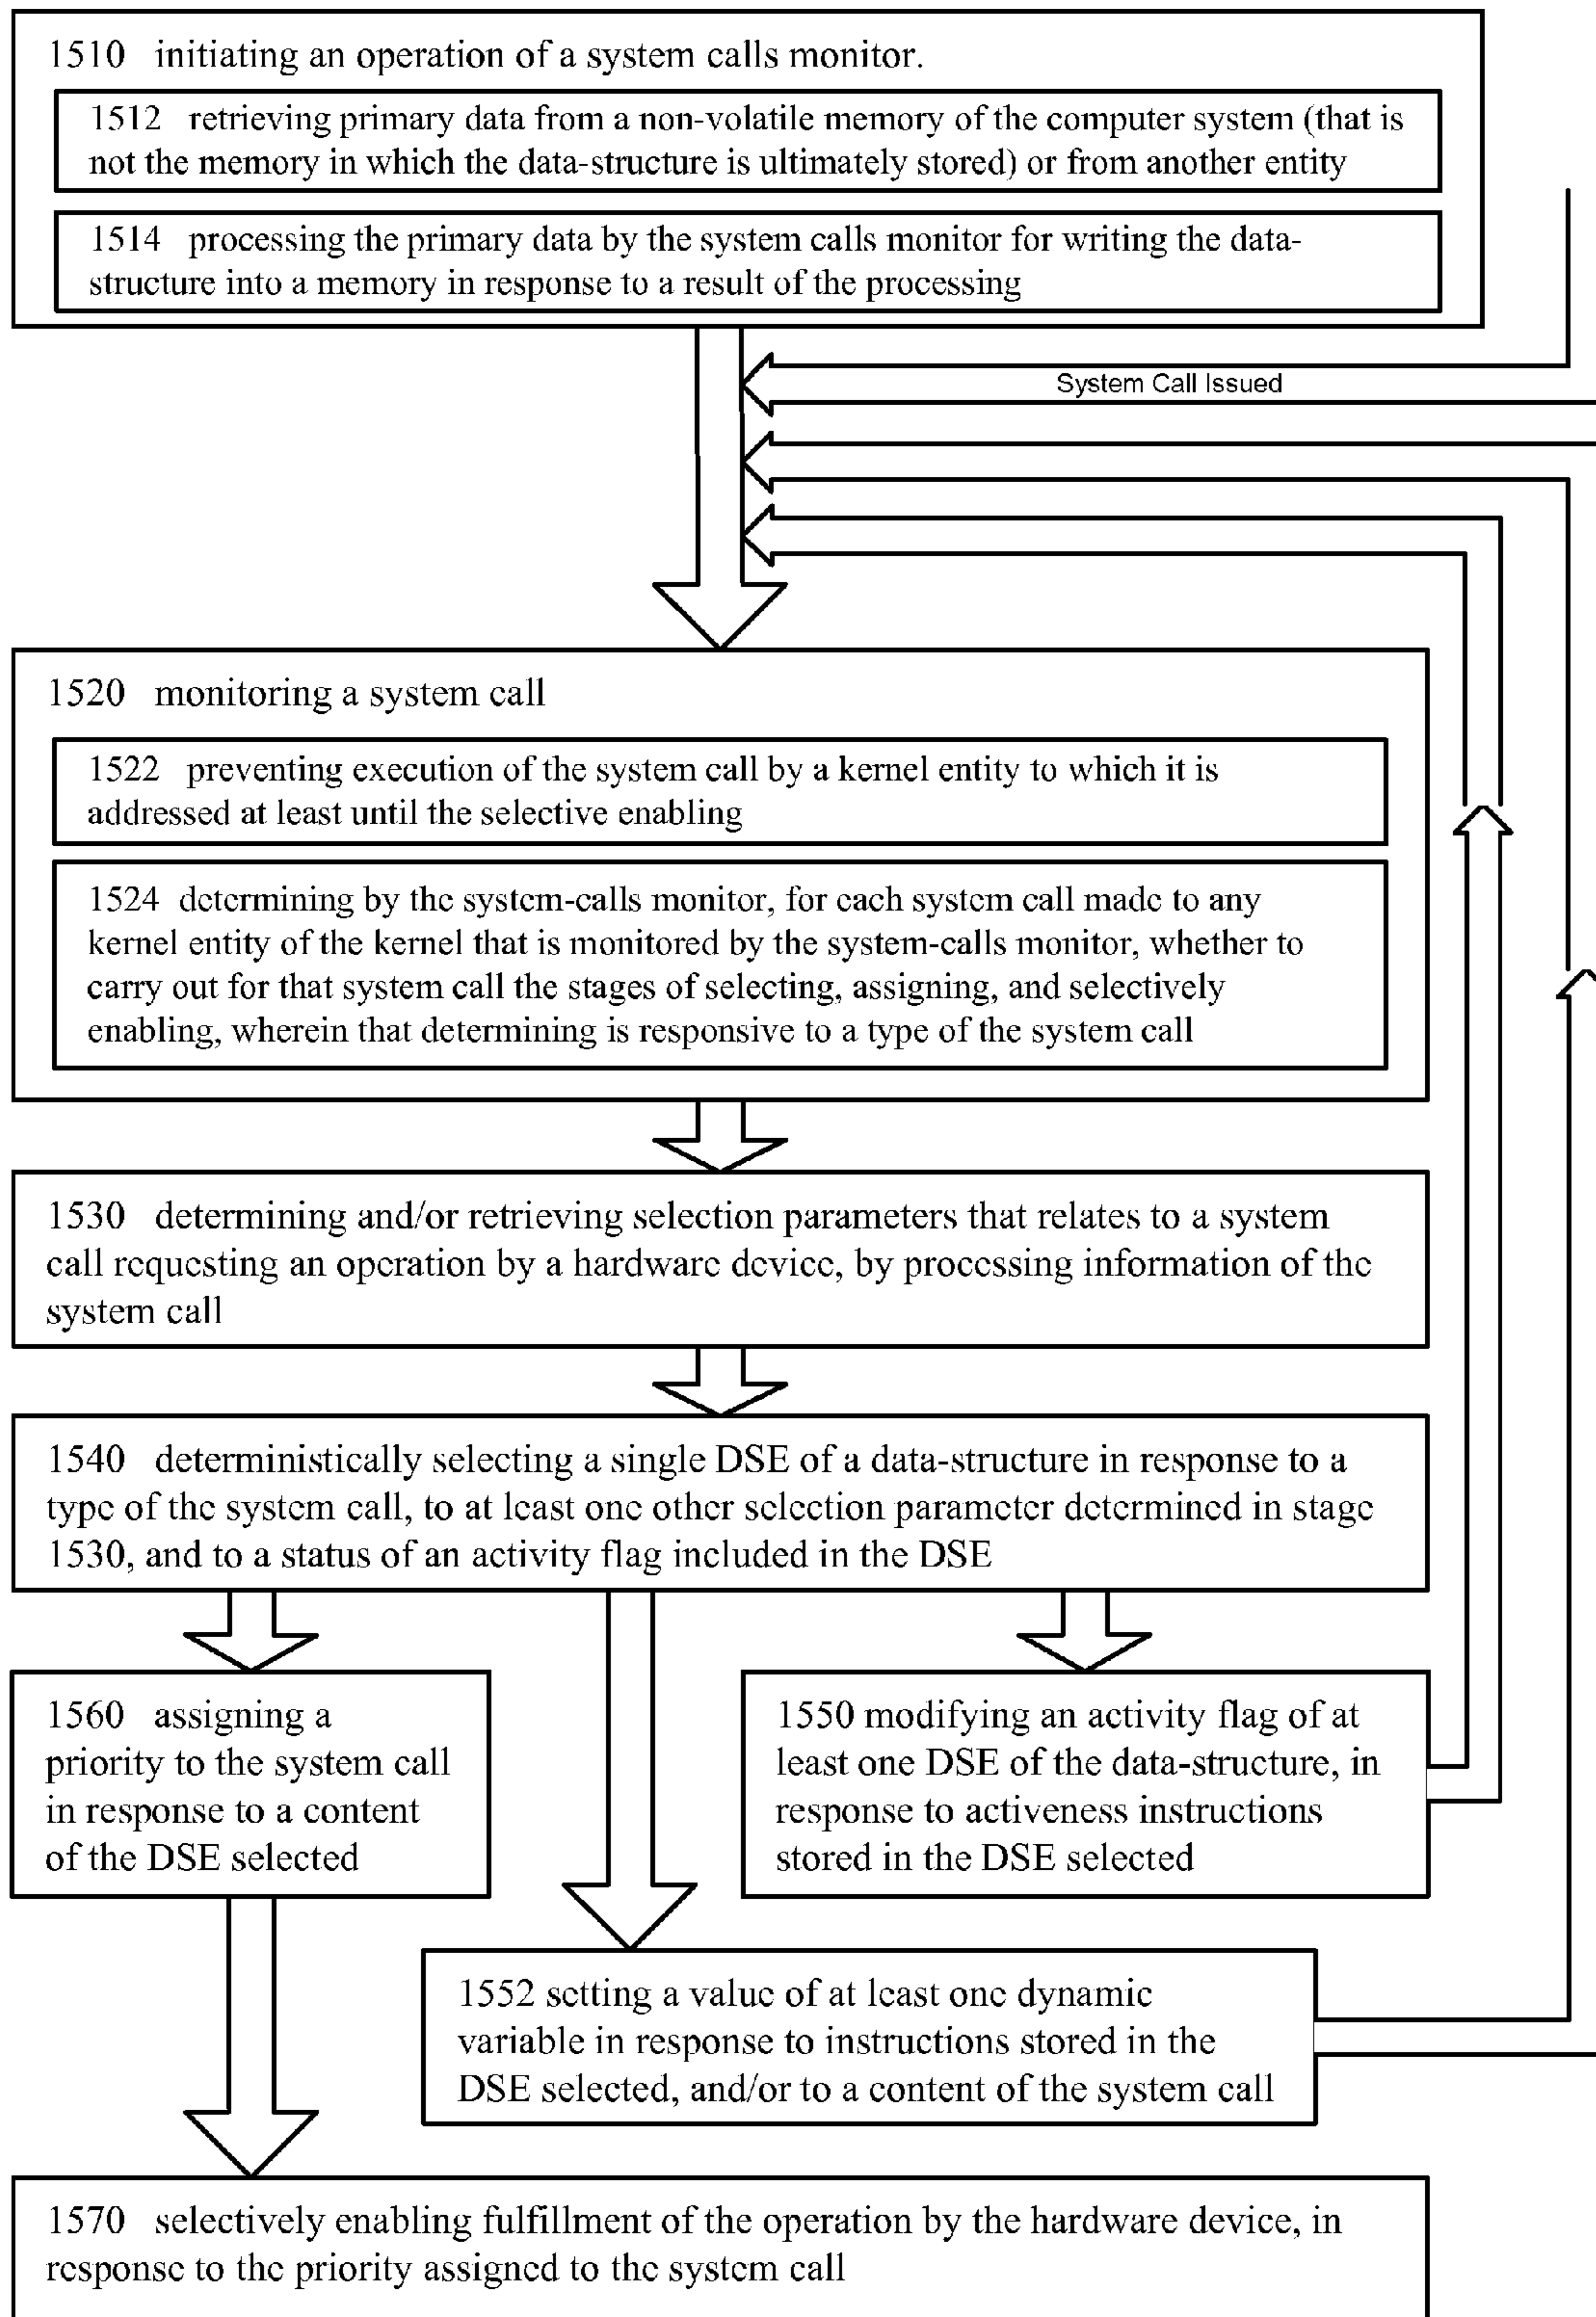 1510 initiating an operation of a system calls monitor.
1512 retrieving primary data from a non-volatile memory of the computer system (that is
not the memory in which the data-structure is ultimately stored) or from another entity
1514 processing the primary data by the system calls monitor for writing the data-
structure into a memory in response to a result of the processing
System Call Issued
1520 monitoring a system call
1522 preventing execution of the system call by a kernel entity to which it is
addressed at least until the selective enabling
1524 determining by the system-calls monitor, for each system call made to any
kernel entity of the kernel that is monitored by the system-calls monitor, whether to
carry out for that system call the stages of selecting, assigning, and selectively
enabling, wherein that determining is responsive to a type of the system call
1530 determining and/or retrieving selection parameters that relates to a system
call requesting an operation by a hardware device, by processing information of the
system call
1540 deterministically selecting a single DSE of a data-structure in response to a
type of the system call, to at least one other selection parameter determined in stage
1530, and to a status of an activity flag included in the DSE
1560 assigning a
priority to the system call
in response to a content
of the DSE selected
1550 modifying an activity flag of at
least one DSE of the data-structure, in
response to activeness instructions
stored in the DSE selected
1552 setting a value of at least one dynamic
variable in response to instructions stored in the
DSE selected, and/or to a content of the system call
1570 selectively enabling fulfillment of the operation by the hardware device, in
response to the priority assigned to the system call